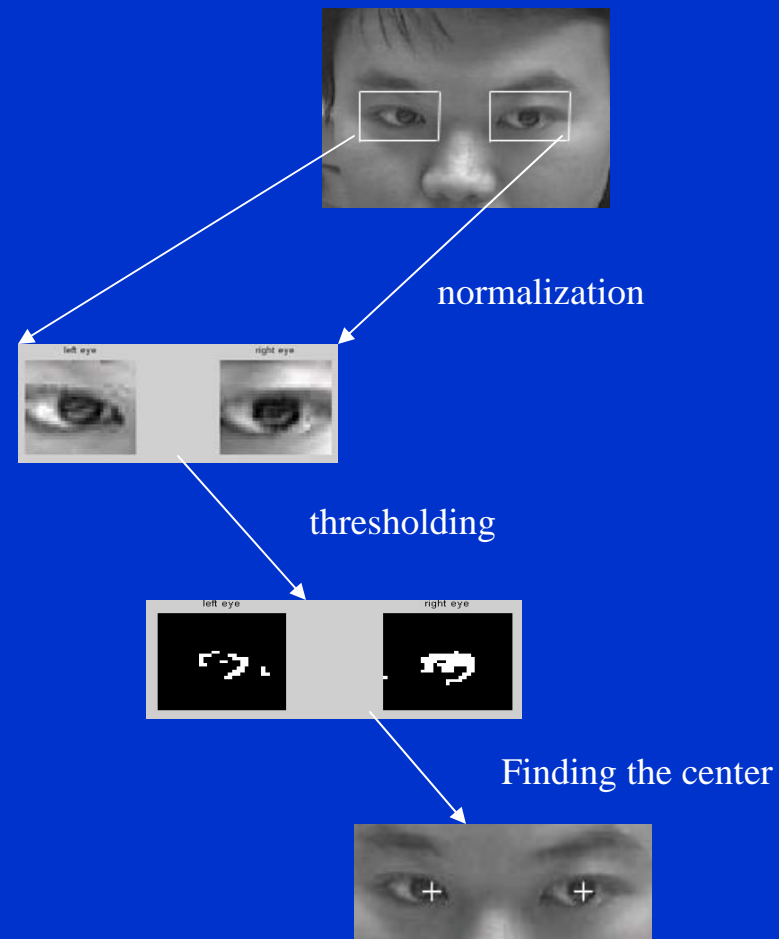 normalization
left eye right eye
thresholding
left eye right eye
Finding the center